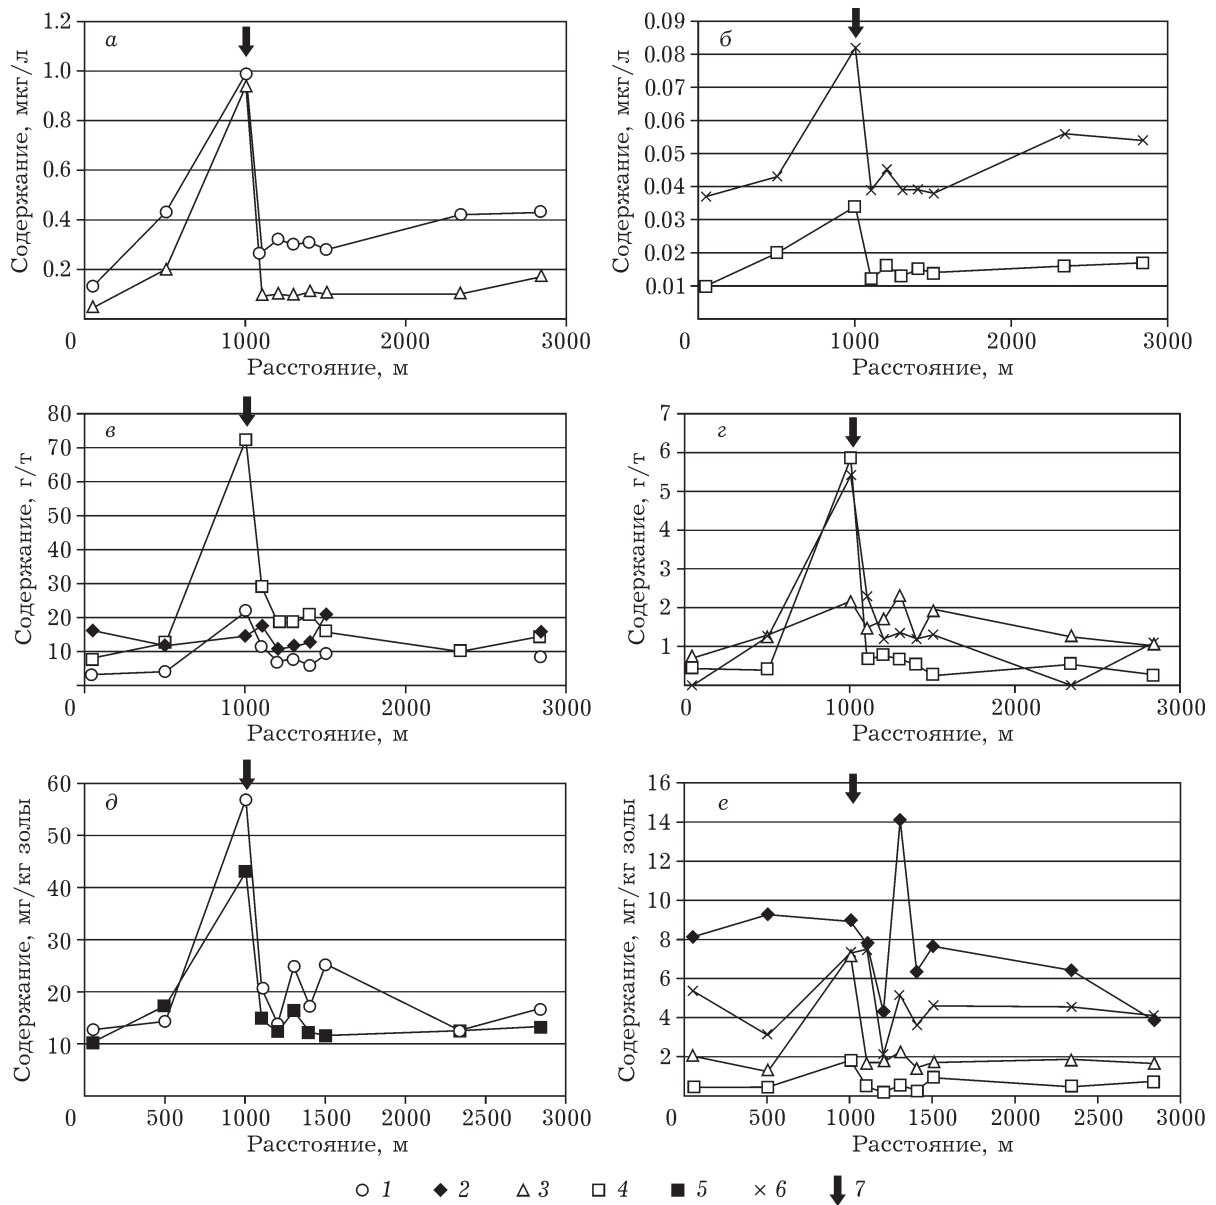 а
1.2
1.0
0.8
0.6
0.4
0.2
0 1000 2000 3000
Содержание, мкг/л
Расстояние, м
б
0.09
0.08
0.07
0.06
0.05
0.04
0.03
0.02
0.01
0 1000 2000 3000
Содержание, мкг/л
Расстояние, м
в
80
70
60
50
40
30
20
10
0 1000 2000 3000
Содержание, г/т
Расстояние, м
г
7
6
5
4
3
2
1
0 1000 2000 3000
Содержание, г/т
Расстояние, м
д
60
50
40
30
20
10
0 500 1000 1500 2000 2500 3000
Содержание, мг/кг золы
Расстояние, м
е
16
14
12
10
8
6
4
2
0 500 1000 1500 2000 2500 3000
Содержание, мг/кг золы
Расстояние, м
1 2 3 4 5 6 7